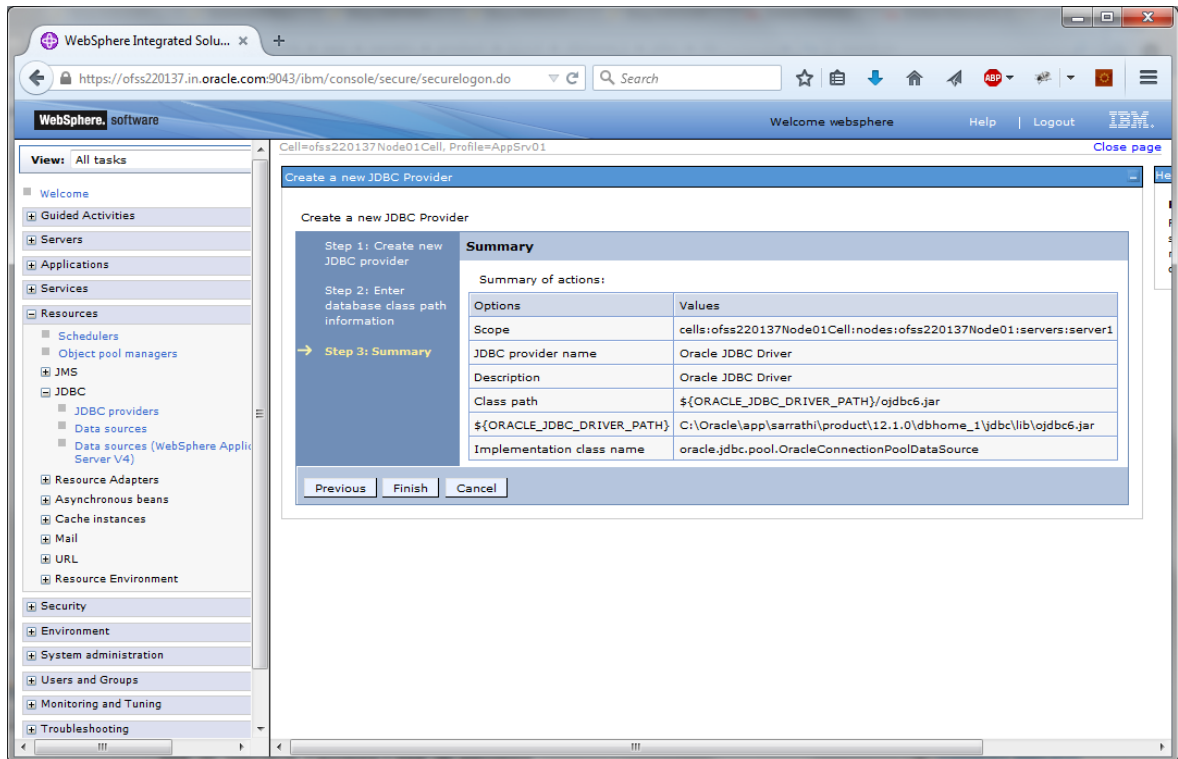 WebSphere Integrated Solu...
https://ofss220137.in.oracle.com:9043/ibm/console/secure/securelogon.do
Search
ABP
WebSphere. software
Welcome websphere
Help | Logout
IBM.
View: All tasks
Cell=ofss220137Node01Cell, Profile=AppSrv01
Close page
Welcome
Guided Activities
Servers
Applications
Services
Resources
Schedulers
Object pool managers
JMS
JDBC
JDBC providers
Data sources
Data sources (WebSphere Applic
Server V4)
Resource Adapters
Asynchronous beans
Cache instances
Mail
URL
Resource Environment
Security
Environment
System administration
Users and Groups
Monitoring and Tuning
Troubleshooting
Create a new JDBC Provider
He
Create a new JDBC Provider
Step 1: Create new
JDBC provider
Step 2: Enter
database class path
information
Step 3: Summary
Summary
Summary of actions:
Options Values
Scope cells:ofss220137Node01Cell:nodes:ofss220137Node01:servers:server1
JDBC provider name Oracle JDBC Driver
Description Oracle JDBC Driver
Class path ${ORACLE_JDBC_DRIVER_PATH}/ojdbc6.jar
${ORACLE_JDBC_DRIVER_PATH} C:\Oracle\app\sarrathi\product\12.1.0\dbhome_1\jdbc\lib\ojdbc6.jar
Implementation class name oracle.jdbc.pool.OracleConnectionPoolDataSource
Previous Finish Cancel